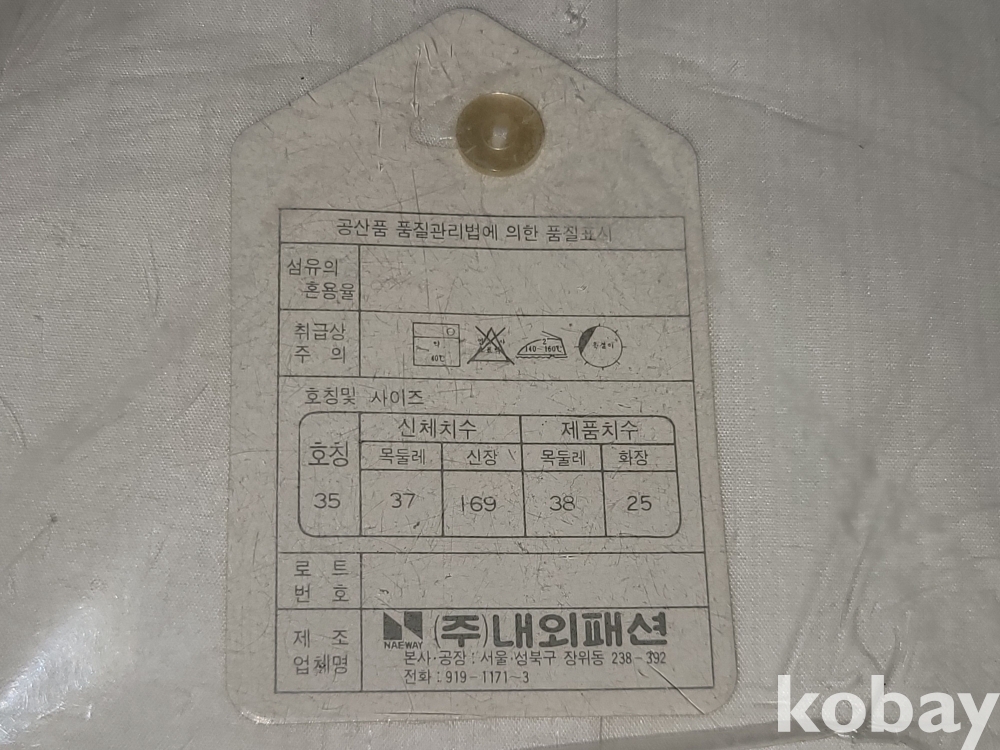 공산품 품질관리법에 의한 품질표시
섬유의
혼용율
취급상
주 의
약
40℃
2
140~160℃
호칭및 사이즈
호칭
신체치수
제품치수
목둘레
신장
목둘레
화장
35
37
169
38
25
로 트
번 호
제 조
업체명
NAEWAY
(주)내외패션
본사·공장 : 서울·성북구 장위동 238-392
전화 : 919-1171~3
kobay